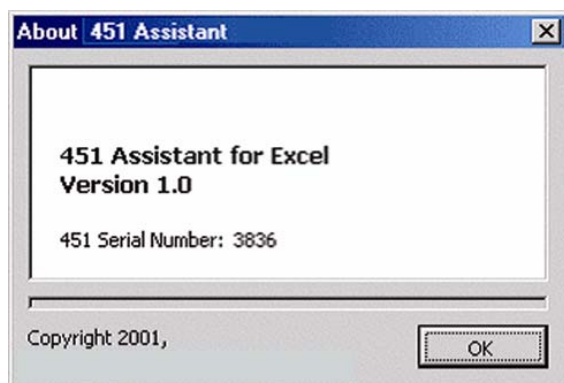 About 451 Assistant
451 Assistant for Excel
Version 1.0
451 Serial Number: 3836
Copyright 2001,
OK